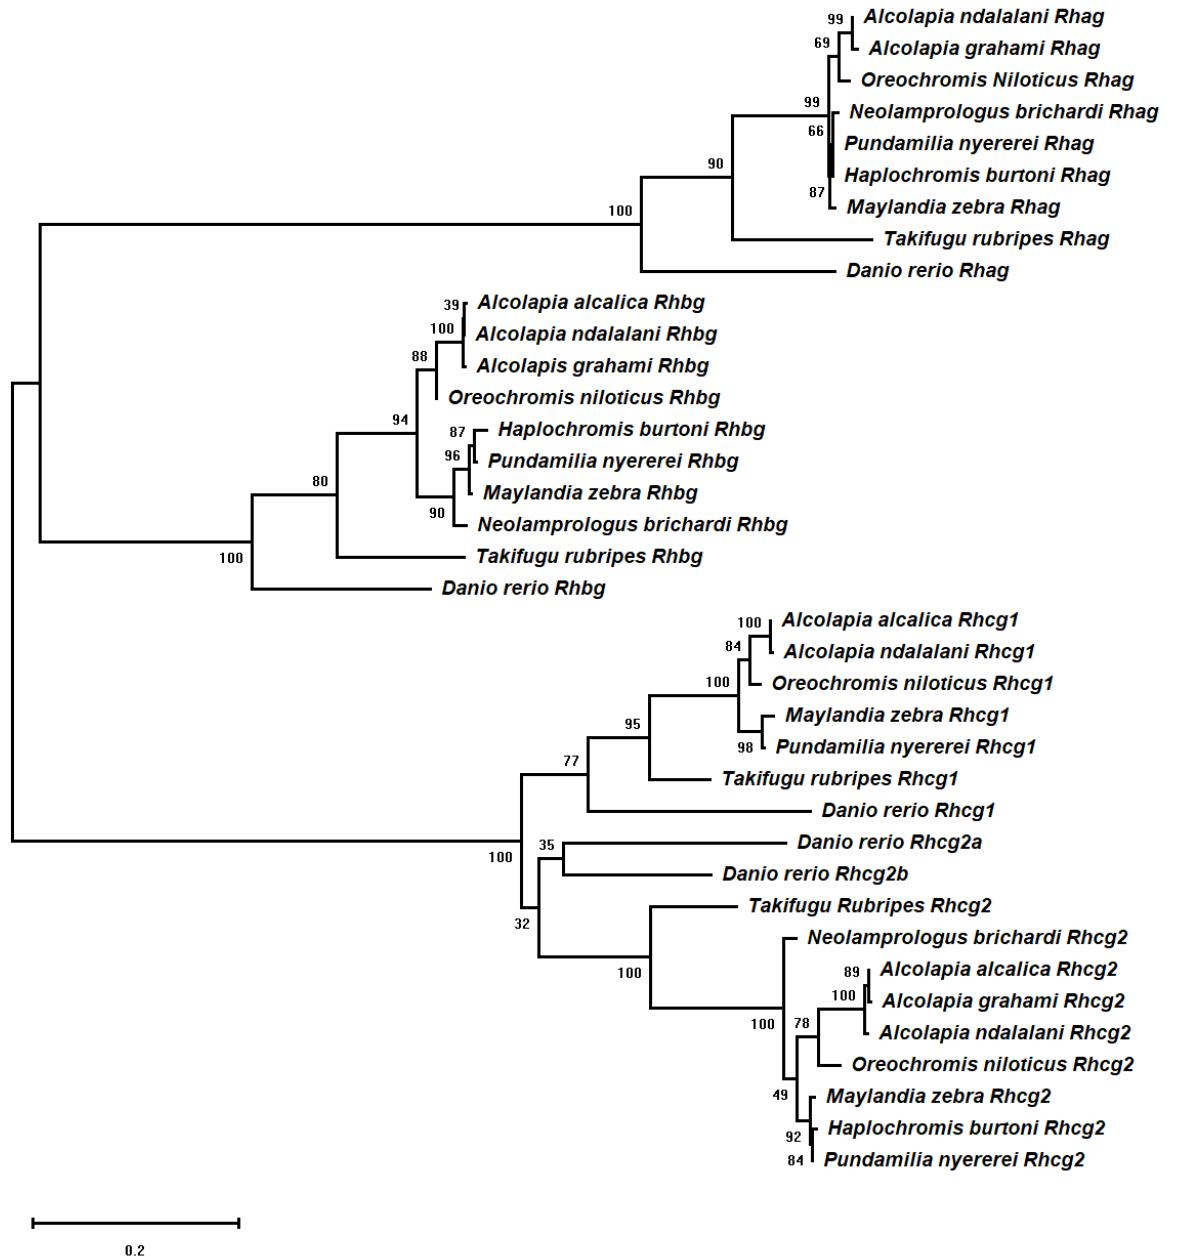 99
Alcolapia ndalalani Rhag
69
Alcolapia grahami Rhag
Oreochromis Niloticus Rhag
99
Neolamprologus brichardi Rhag
66
Pundamilia nyererei Rhag
90
Haplochromis burtoni Rhag
87
Maylandia zebra Rhag
100
Takifugu rubripes Rhag
Danio rerio Rhag
39
Alcolapia alcalica Rhbg
100
Alcolapia ndalalani Rhbg
88
Alcolapis grahami Rhbg
Oreochromis niloticus Rhbg
94
Haplochromis burtoni Rhbg
87
96
Pundamilia nyererei Rhbg
80
Maylandia zebra Rhbg
90
Neolamprologus brichardi Rhbg
100
Takifugu rubripes Rhbg
Danio rerio Rhbg
100
Alcolapia alcalica Rhcg1
84
Alcolapia ndalalani Rhcg1
100
Oreochromis niloticus Rhcg1
95
Maylandia zebra Rhcg1
98
Pundamilia nyererei Rhcg1
77
Takifugu rubripes Rhcg1
Danio rerio Rhcg1
35
Danio rerio Rhcg2a
100
Danio rerio Rhcg2b
32
Takifugu Rubripes Rhcg2
Neolamprologus brichardi Rhcg2
100
89
Alcolapia alcalica Rhcg2
100
Alcolapia grahami Rhcg2
100
78
Alcolapia ndalalani Rhcg2
Oreochromis niloticus Rhcg2
49
Maylandia zebra Rhcg2
92
Haplochromis burtoni Rhcg2
84
Pundamilia nyererei Rhcg2
0.2